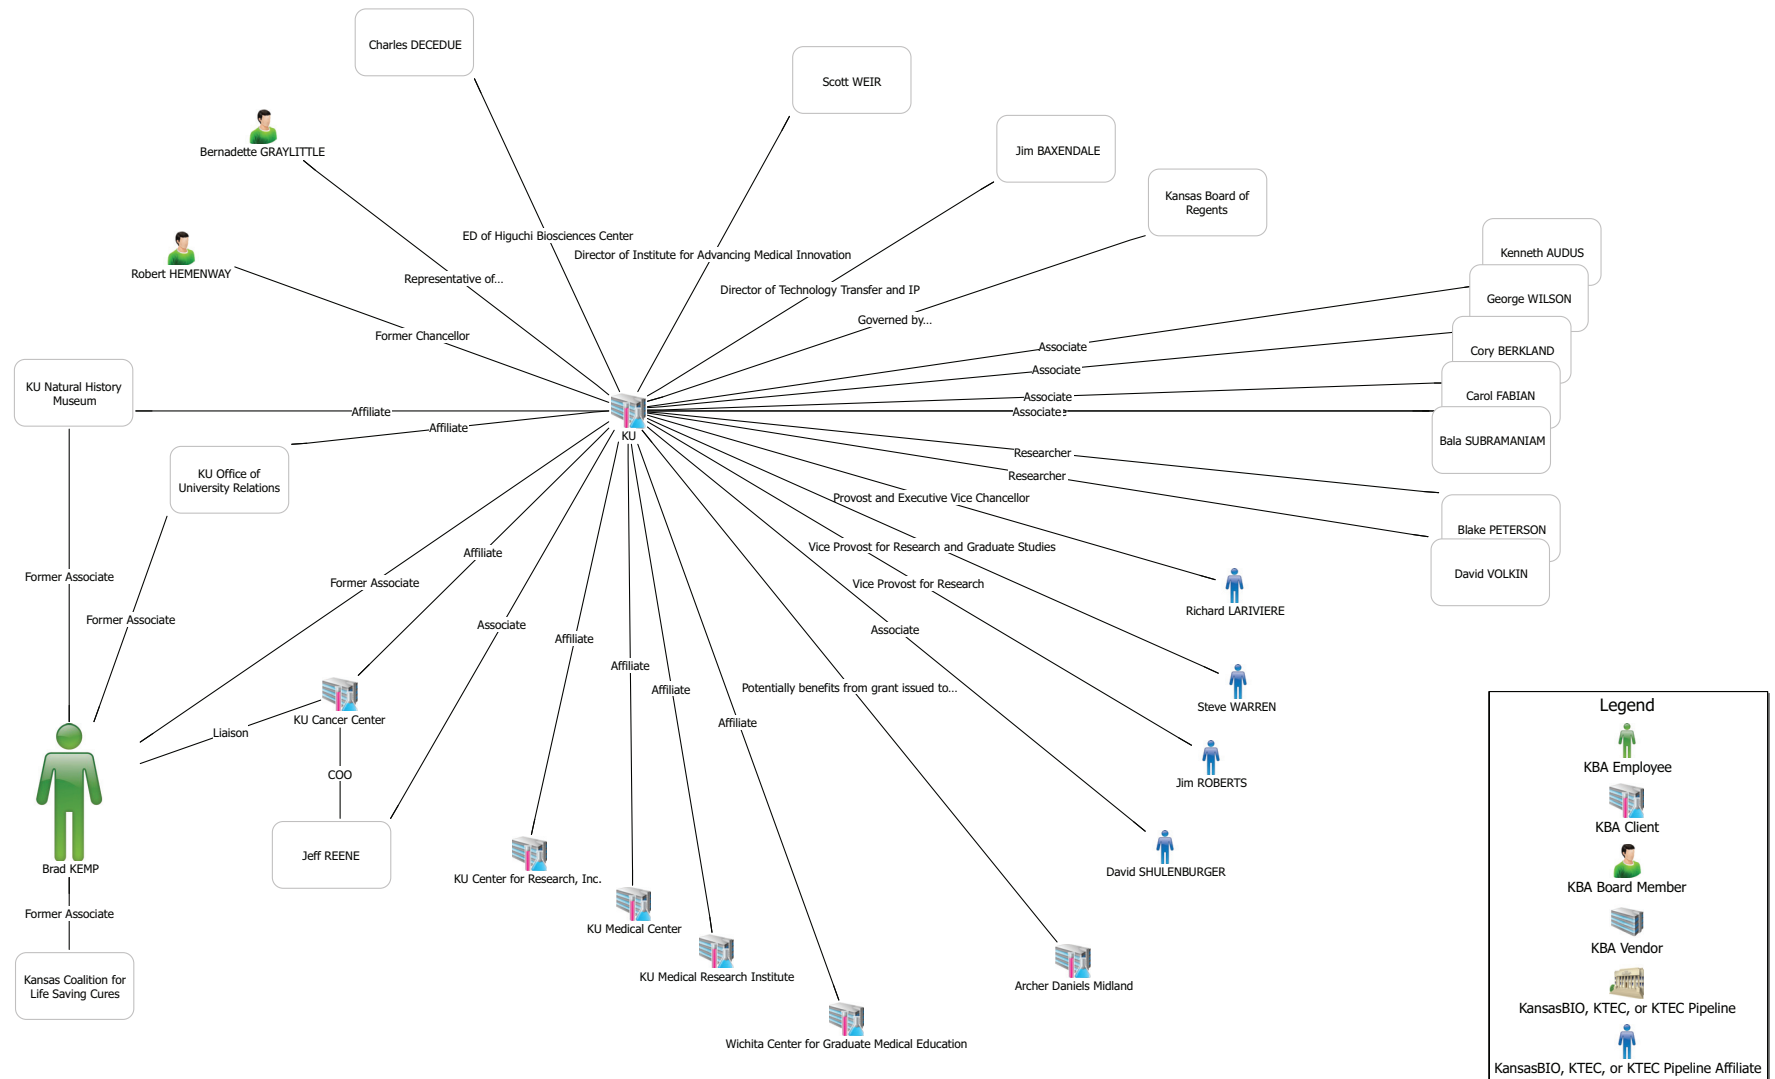 Charles DECEDUE
Scott WEIR
Bernadette GRAYLITTLE
Jim BAXENDALE
Kansas Board of
Regents
Robert HEMENWAY
ED of Higuchi Biosciences Center
Director of Institute for Advancing Medical Innovation
Kenneth AUDUS
Representative of...
Director of Technology Transfer and IP
George WILSON
Former Chancellor
Governed by...
Associate
Cory BERKLAND
Associate
KU Natural History
Museum
Associate
Carol FABIAN
Affiliate
Associate
Affiliate
KU
Bala SUBRAMANIAM
KU Office of
University Relations
Researcher
Researcher
Provost and Executive Vice Chancellor
Blake PETERSON
Affiliate
Vice Provost for Research and Graduate Studies
David VOLKIN
Former Associate
Former Associate
Vice Provost for Research
Richard LARIVIERE
Former Associate
Associate
Affiliate
Associate
Affiliate
Affiliate
Potentially benefits from grant issued to...
Steve WARREN
KU Cancer Center
Affiliate
Liaison
COO
Jim ROBERTS
Jeff REENE
Brad KEMP
KU Center for Research, Inc.
David SHULENBURGER
Former Associate
KU Medical Center
Kansas Coalition for
Life Saving Cures
KU Medical Research Institute
Archer Daniels Midland
Wichita Center for Graduate Medical Education
Legend
KBA Employee
KBA Client
KBA Board Member
KBA Vendor
KansasBIO, KTEC, or KTEC Pipeline
KansasBIO, KTEC, or KTEC Pipeline Affiliate